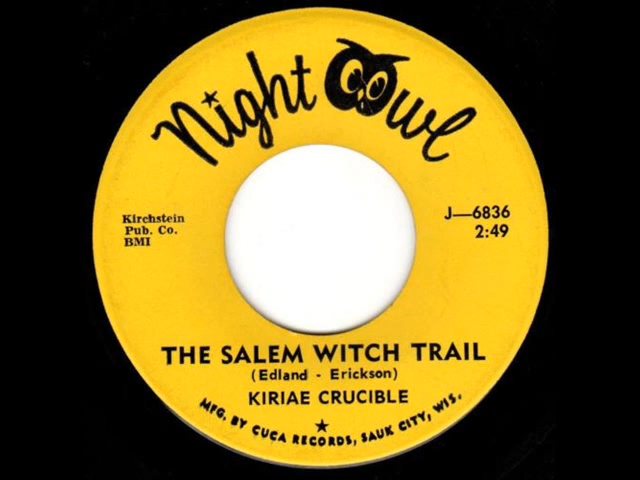 Night Owl
Kirchstein
Pub. Co.
BMI
J—6836
2:49
THE SALEM WITCH TRAIL
(Edland - Erickson)
KIRIAE CRUCIBLE
MFG. BY CUCA RECORDS, SAUK CITY, WIS.